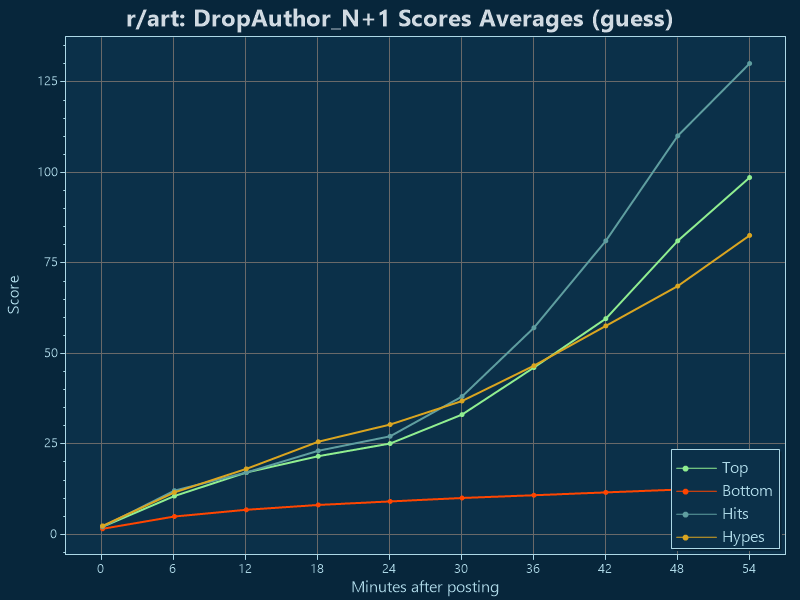 r/art: DropAuthor_N+1 Scores Averages (guess)
125
100
75
50
25
0
Score
0 6 12 18 24 30 36 42 48 54
Minutes after posting
Top
Bottom
Hits
Hypes